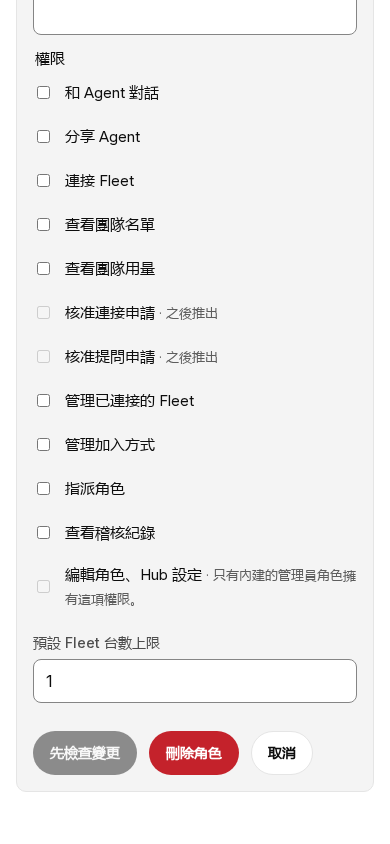 權限
和 Agent 對話
分享 Agent
連接 Fleet
查看團隊名單
查看團隊用量
核准連接申請 · 之後推出
核准提問申請 · 之後推出
管理已連接的 Fleet
管理加入方式
指派角色
查看稽核紀錄
編輯角色、Hub 設定 · 只有內建的管理員角色擁
有這項權限。
預設 Fleet 台數上限
1
先檢查變更 刪除角色 取消